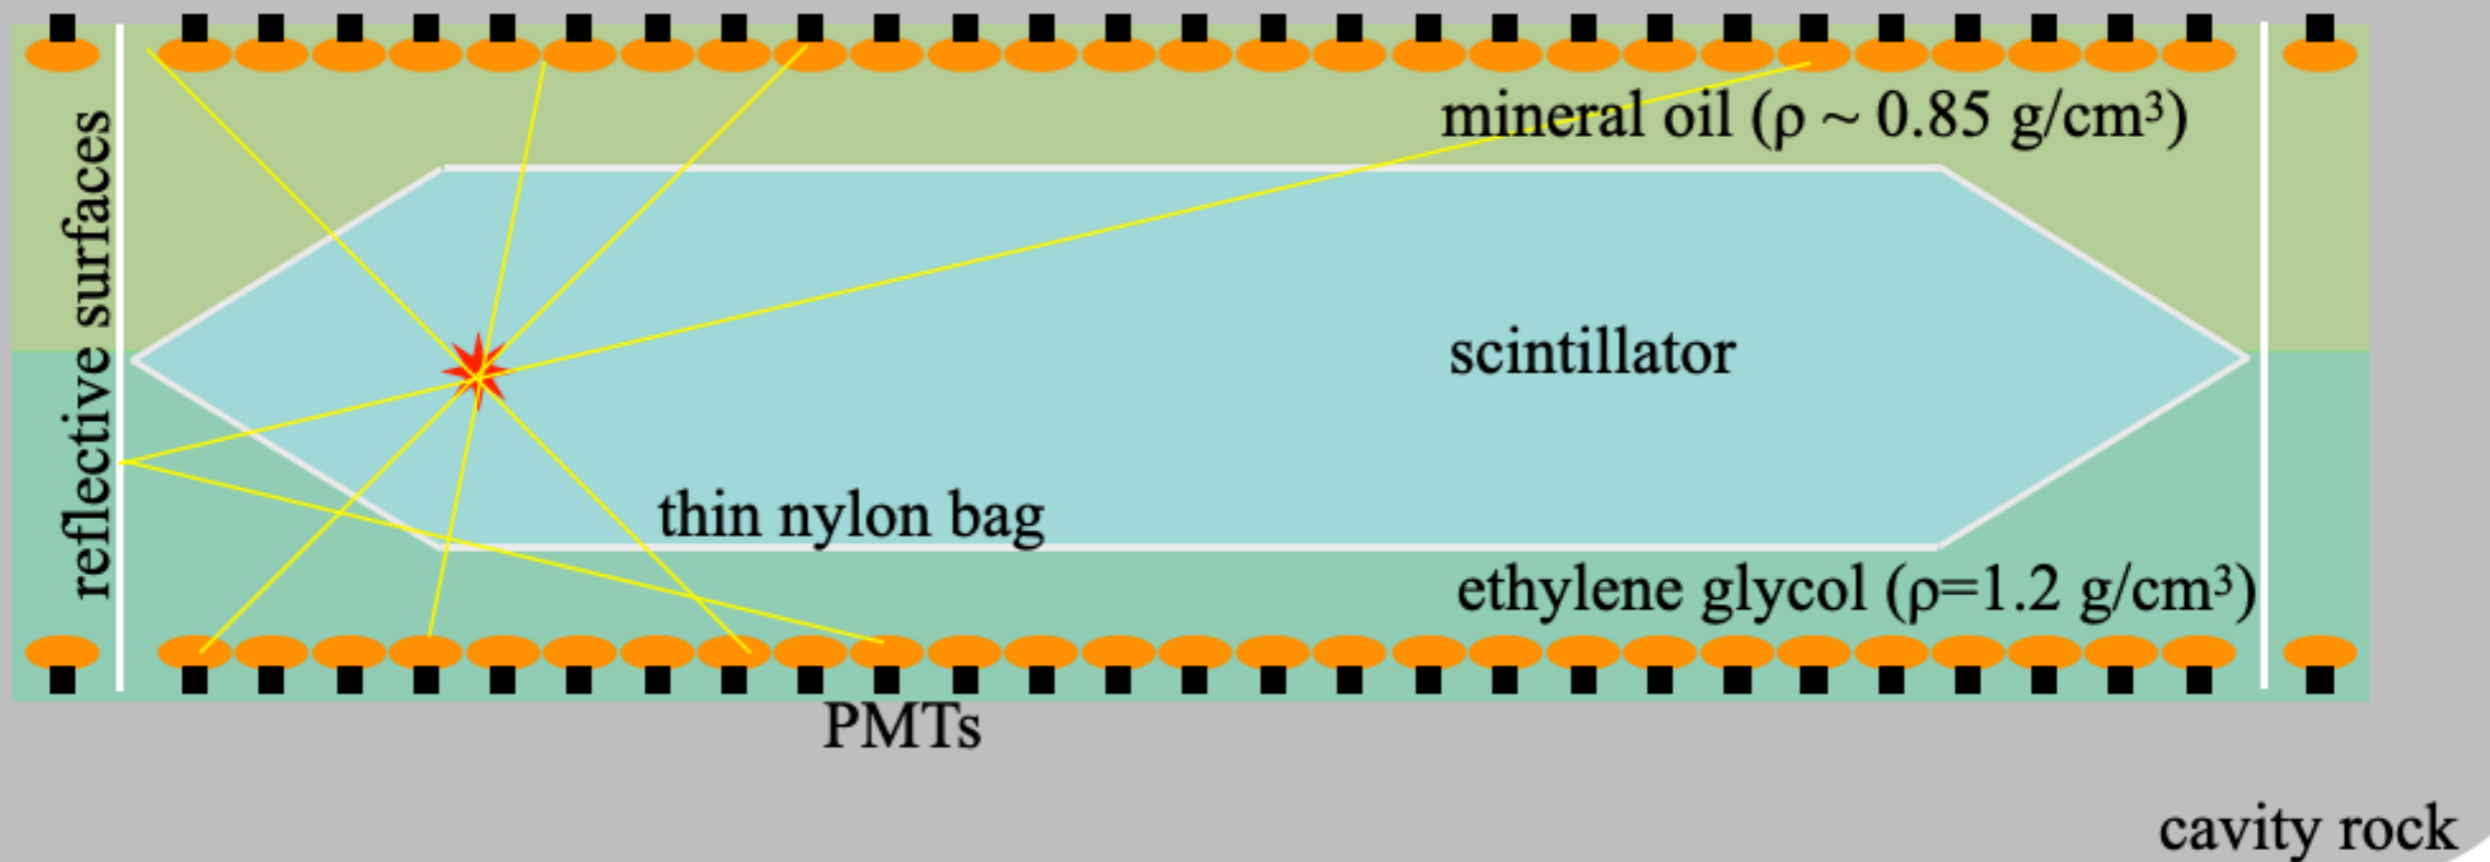 mineral oil (ρ ~ 0.85 g/cm³)
reflective surfaces
scintillator
thin nylon bag
ethylene glycol (ρ=1.2 g/cm³)
PMTs
cavity rock